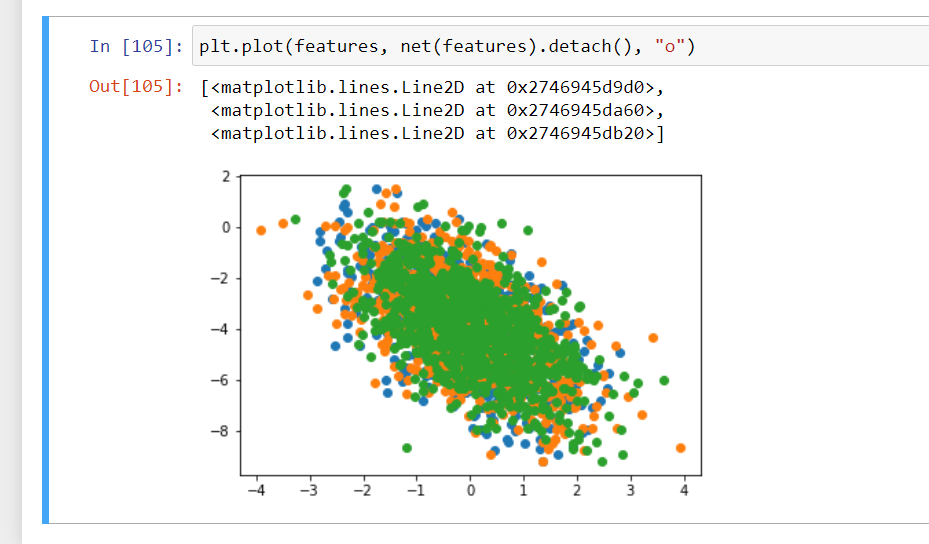 In [105]: plt.plot(features, net(features).detach(), "o")
Out[105]: [<matplotlib.lines.Line2D at 0x2746945d9d0>,
<matplotlib.lines.Line2D at 0x2746945da60>,
<matplotlib.lines.Line2D at 0x2746945db20>]
2
0
−2
−4
−6
−8
−4 −3 −2 −1 0 1 2 3 4